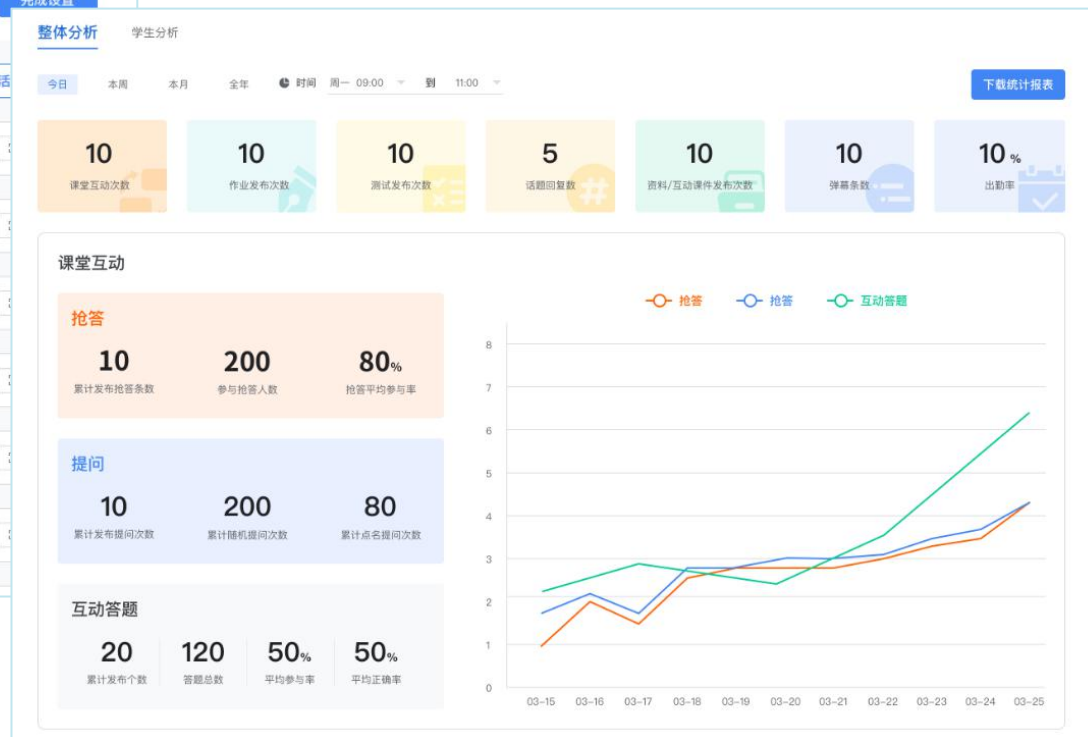 完成设置
整体分析 学生分析
今日 本周 本月 全年 时间 周一 09:00 到 11:00 下载统计报表
10 10 10 5 10 10 10 %
课堂互动次数 作业发布次数 测试发布次数 话题回复数 资料/互动课件发布次数 弹幕条数 出勤率
课堂互动
抢答 抢答 互动答题
抢答
10 200 80%
累计发布抢答条数 参与抢答人数 抢答平均参与率
提问
10 200 80
累计发布提问次数 累计随机提问次数 累计点名提问次数
互动答题
20 120 50% 50%
累计发布个数 答题总数 平均参与率 平均正确率
8
7
6
5
4
3
2
1
0
03-15 03-16 03-17 03-18 03-19 03-20 03-21 03-22 03-23 03-24 03-25